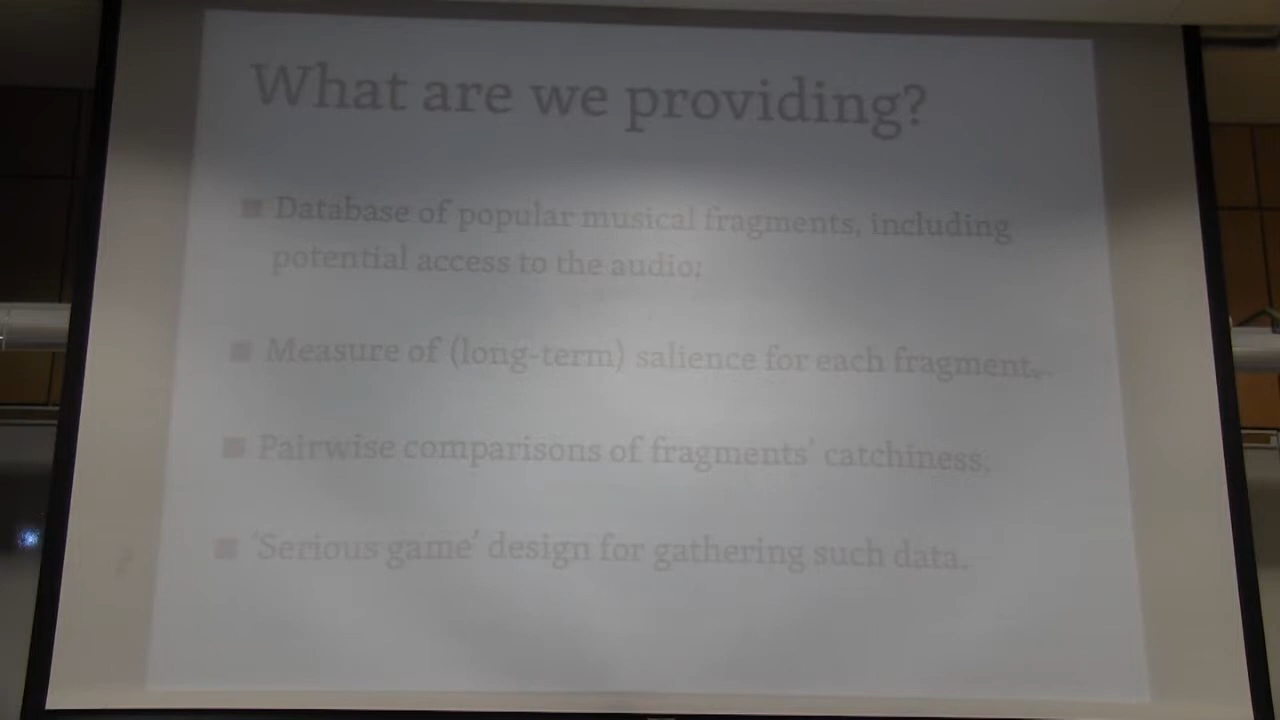 What are we providing?
■ Database of popular musical fragments, including
potential access to the audio;
■ Measure of (long-term) salience for each fragment.
■ Pairwise comparisons of fragments' catchiness;
■ 'Serious game' design for gathering such data.